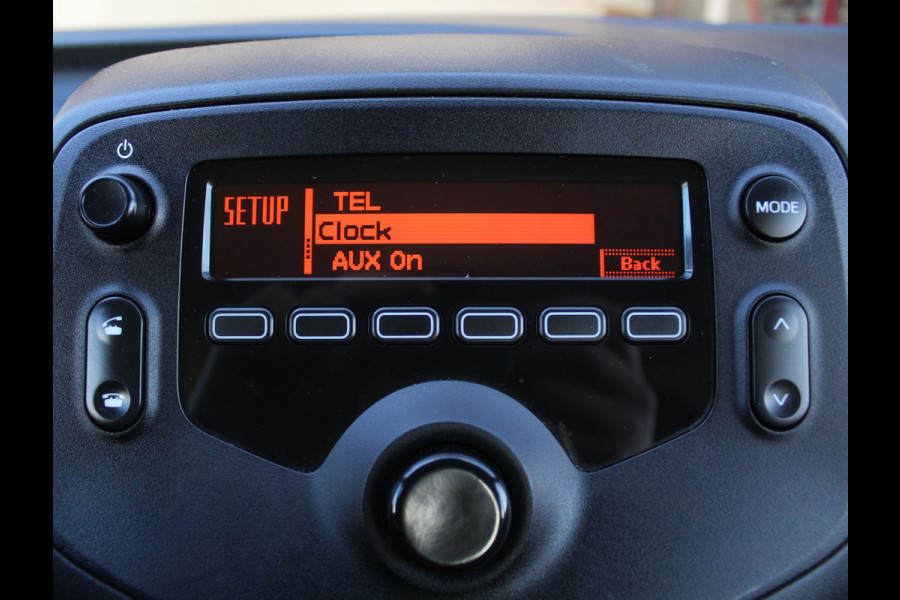 SETUP
TEL
Clock
AUX On
Back
MODE